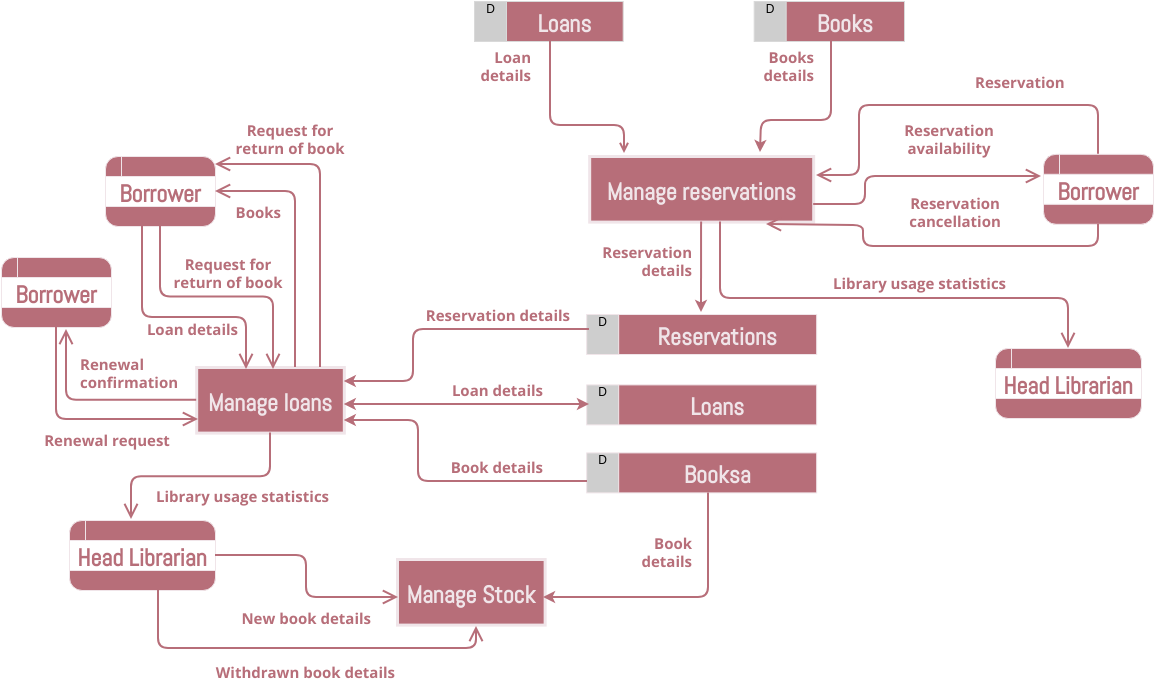 D
Loans
D
Books
Loan
details
Books
details
Reservation
Request for
return of book
Reservation
availability
Borrower
Manage reservations
Borrower
Books
Reservation
cancellation
Request for
return of book
Reservation
details
Borrower
Library usage statistics
Loan details
Reservation details
D
Reservations
Renewal
confirmation
Head Librarian
Manage loans
Loan details
D
Loans
Renewal request
Book details
D
Booksa
Library usage statistics
Head Librarian
Book
details
Manage Stock
New book details
Withdrawn book details